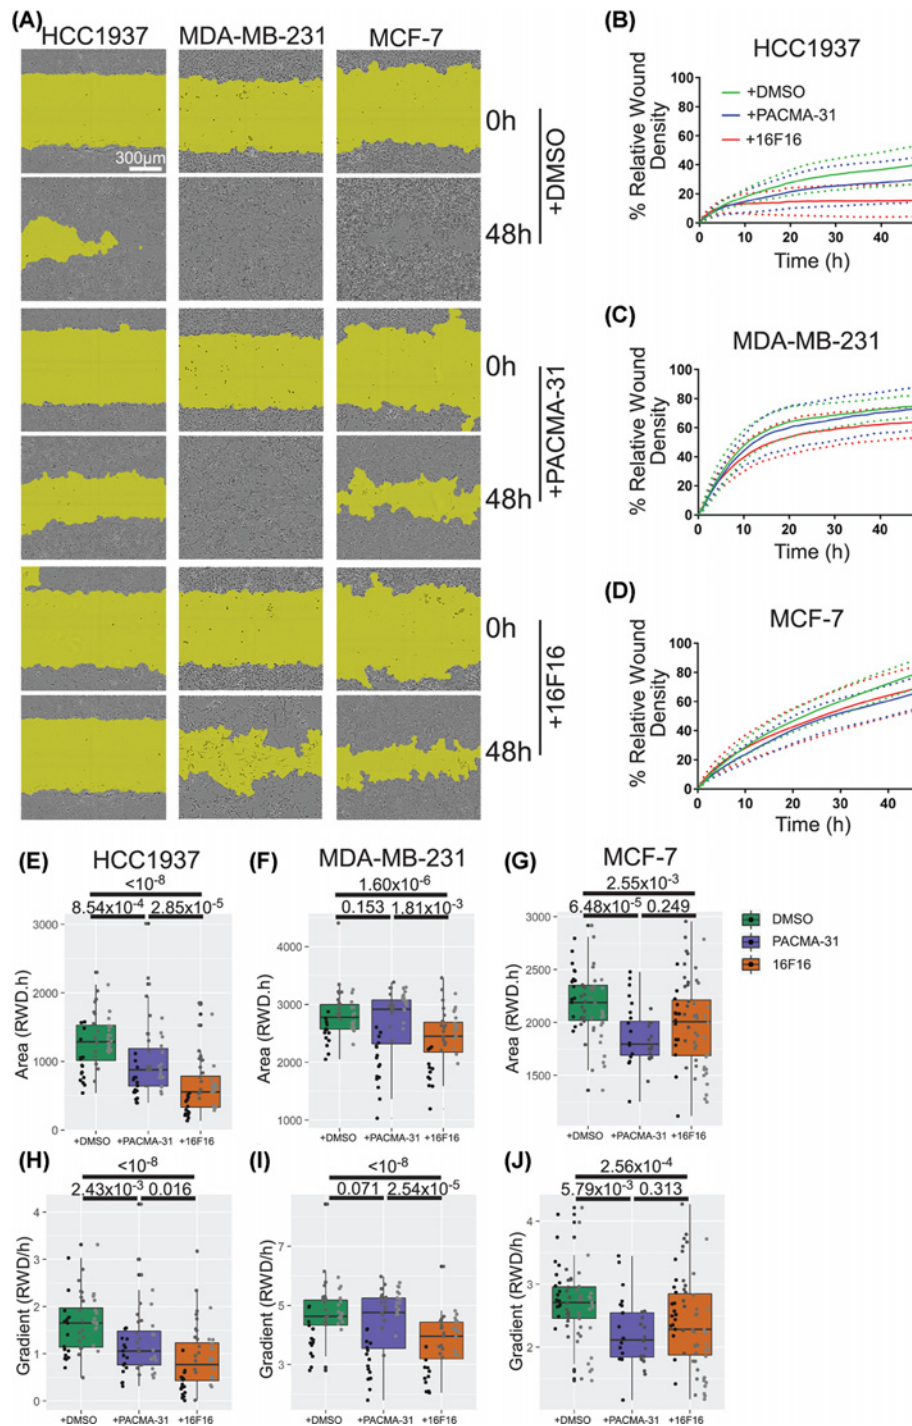 (A)
HCC1937 MDA-MB-231 MCF-7
300µm
0h
+DMSO
48h
0h
+PACMA-31
48h
0h
+16F16
48h
(B)
HCC1937
% Relative Wound
Density
100
80
60
40
20
0
+DMSO
+PACMA-31
+16F16
0 10 20 30 40
Time (h)
(C)
MDA-MB-231
% Relative Wound
Density
100
80
60
40
20
0
0 10 20 30 40
Time (h)
(D)
MCF-7
% Relative Wound
Density
100
80
60
40
20
0
0 10 20 30 40
Time (h)
(E) HCC1937
<10-8
8.54x10-4 2.85x10-5
Area (RWD.h)
3000
2000
1000
0
+DMSO +PACMA-31 +16F16
(F) MDA-MB-231
1.60x10-6
0.153 1.81x10-3
Area (RWD.h)
4000
3000
2000
1000
+DMSO +PACMA-31 +16F16
(G) MCF-7
2.55x10-3
6.48x10-5 0.249
Area (RWD.h)
3000
2500
2000
1500
+DMSO +PACMA-31 +16F16
DMSO
PACMA-31
16F16
(H)
<10-8
2.43x10-3 0.016
Gradient (RWD/h)
4
3
2
1
0
+DMSO +PACMA-31 +16F16
(I)
<10-8
0.071 2.54x10-5
Gradient (RWD/h)
7
5
3
+DMSO +PACMA-31 +16F16
(J)
2.56x10-4
5.79x10-3 0.313
Gradient (RWD/h)
4
3
2
+DMSO +PACMA-31 +16F16